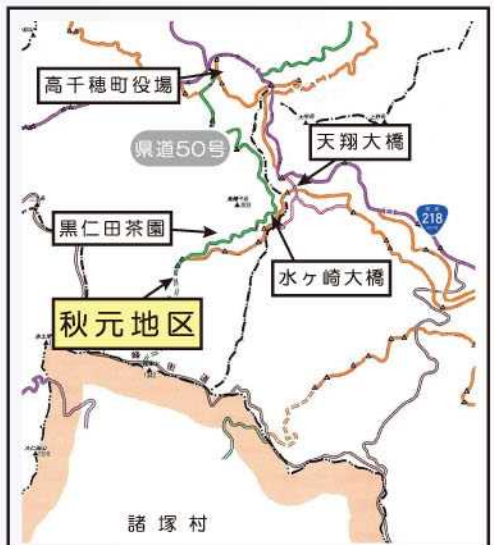 高千穂町役場
県道50号
天翔大橋
黒仁田茶園
218
水ヶ崎大橋
秋元地区
諸塚村